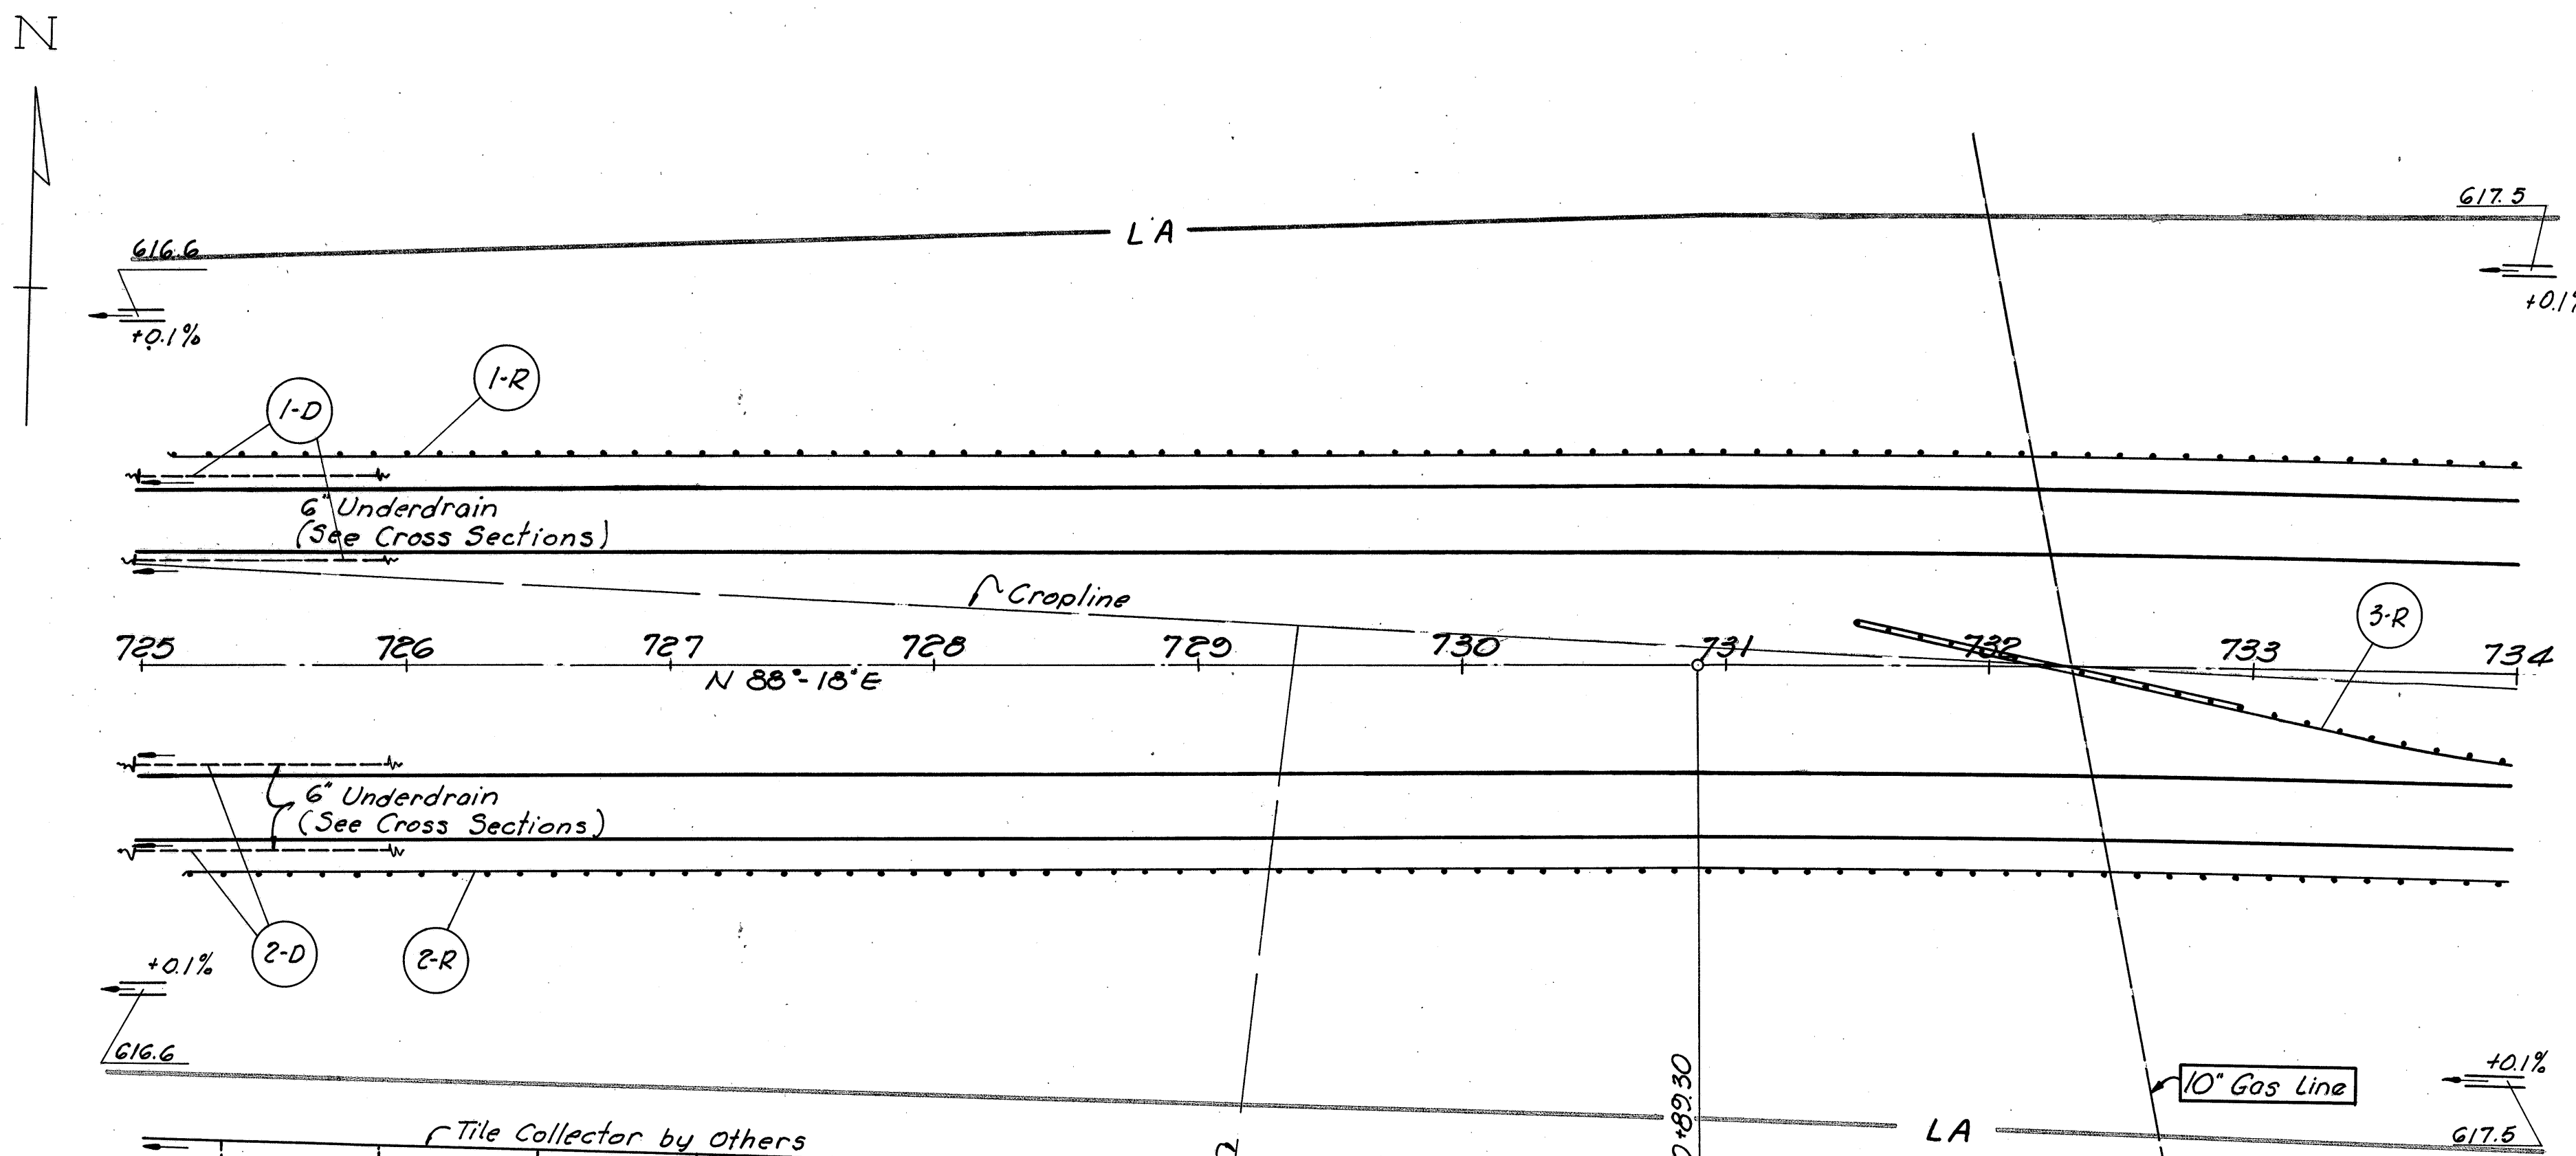 N
617.5
L A
616.6
+0.1%
+0.1%
1-R
1-D
6" Underdrain
(See Cross Sections)
Cropline
3-R
725 726 727 728 729 730 731 732 733 734
N 88°-18'E
6" Underdrain
(See Cross Sections)
2-D
2-R
+0.1%
616.6
+89.30
+0.1%
10" Gas Line
LA
617.5
Tile Collector by Others